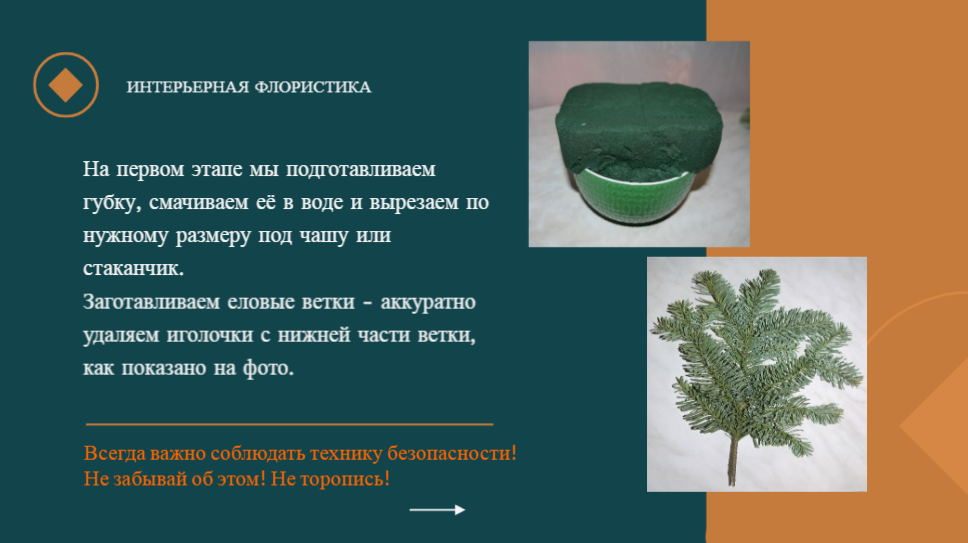 ИНТЕРЬЕРНАЯ ФЛОРИСТИКА
На первом этапе мы подготавливаем
губку, смачиваем её в воде и вырезаем по
нужному размеру под чашу или
стаканчик.
Заготавливаем еловые ветки - аккуратно
удаляем иголочки с нижней части ветки,
как показано на фото.
Всегда важно соблюдать технику безопасности!
Не забывай об этом! Не торопись!